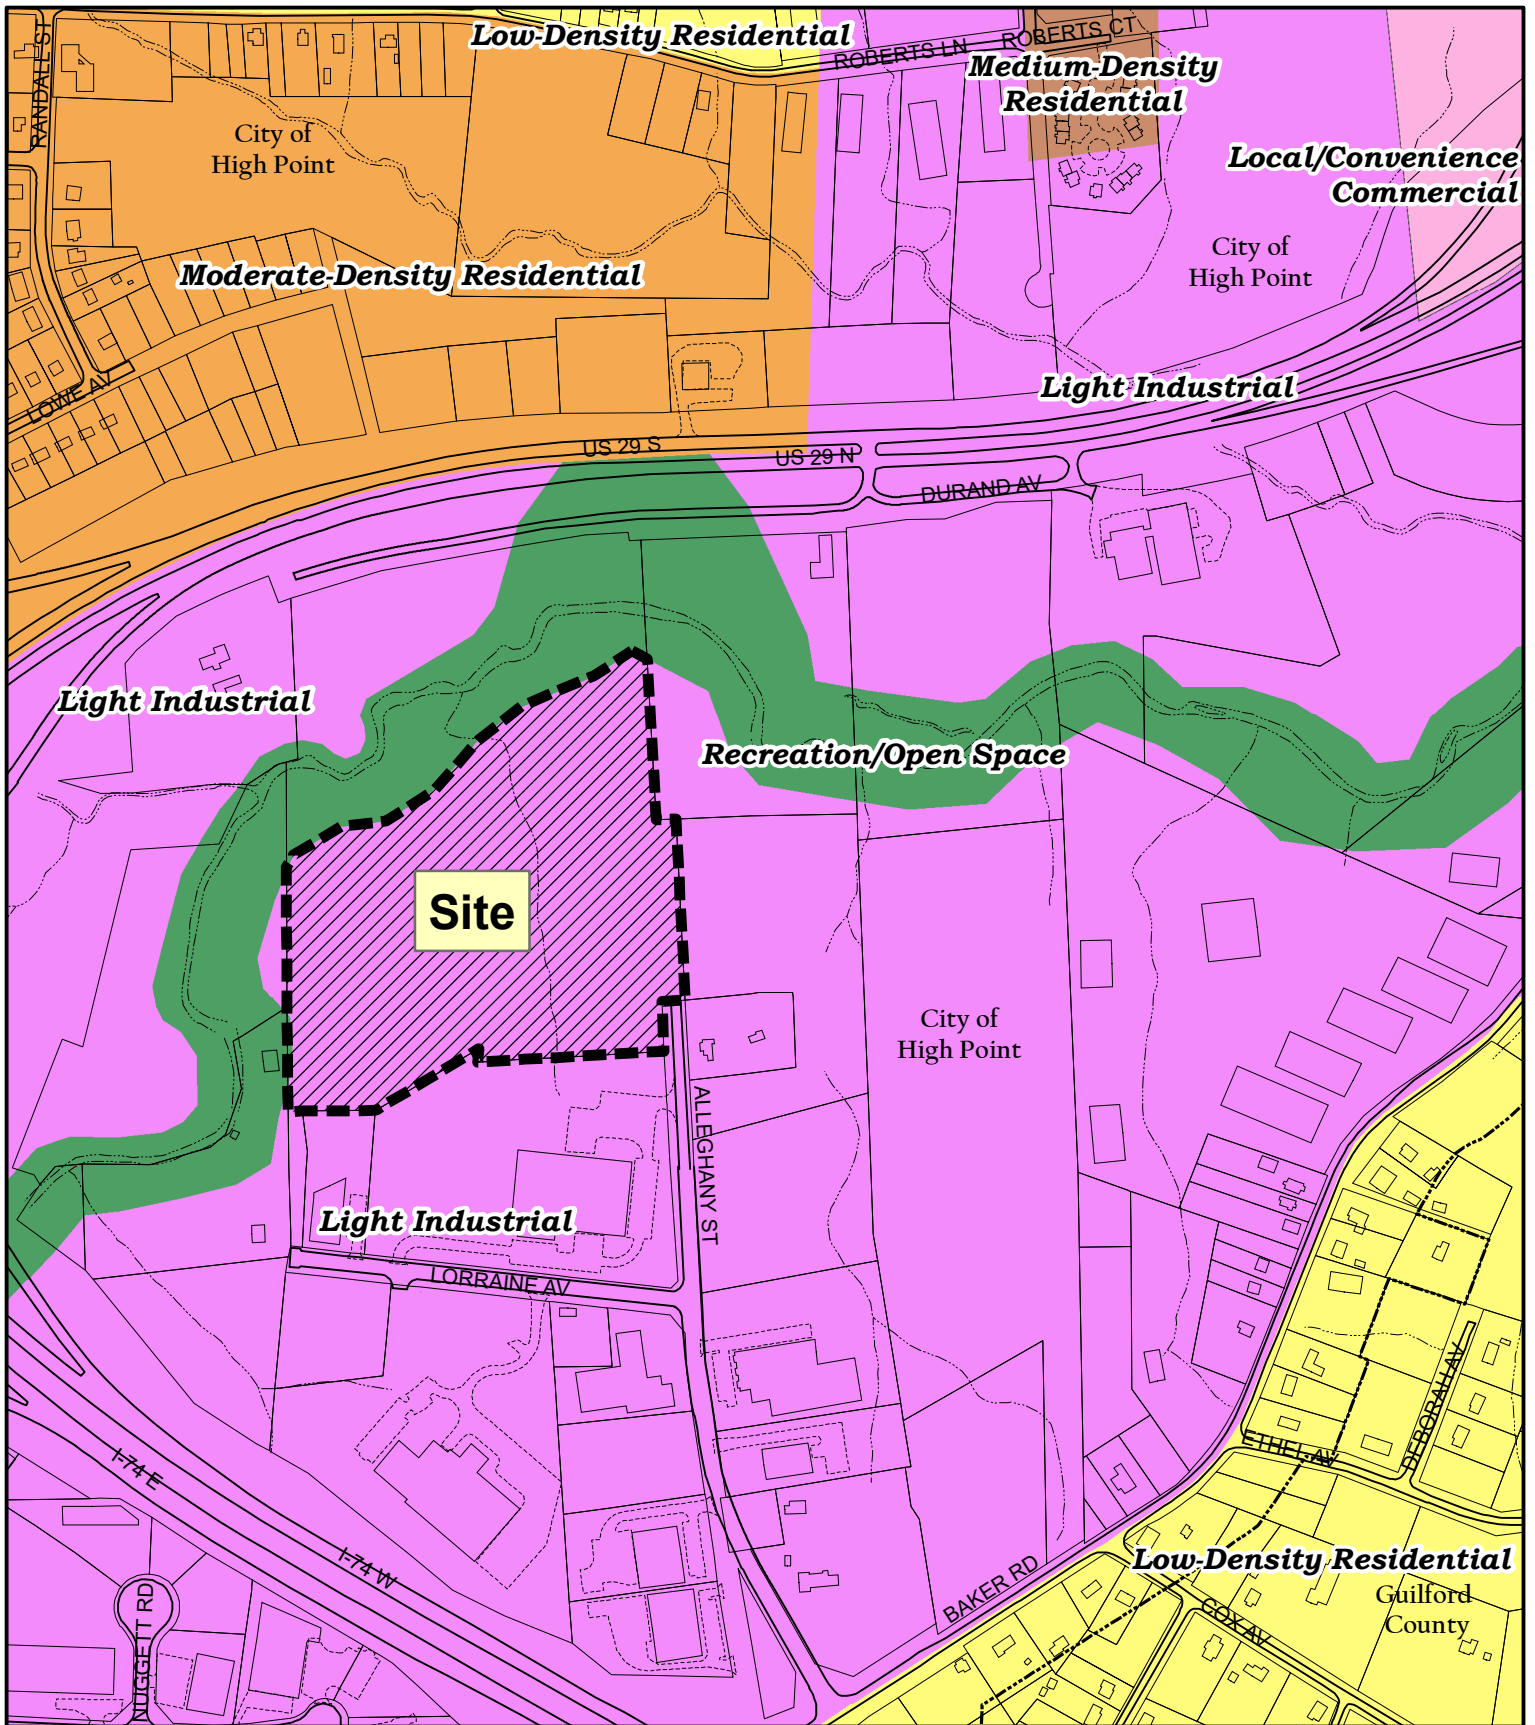 RANDALL ST
Low-Density Residential
ROBERTS LN
ROBERTS CT
Medium-Density
Residential
City of
High Point
Local/Convenience
Commercial
City of
High Point
Moderate-Density Residential
Light Industrial
LOWE AV
US 29 S
US 29 N
DURAND AV
Light Industrial
Recreation/Open Space
Site
City of
High Point
ALLEGHANY ST
Light Industrial
LORRAINE AV
DEBORAH AV
ETHEL AV
I-74 E
I-74 W
BAKER RD
Low-Density Residential
Guilford
County
COX AV
NUGGETT RD